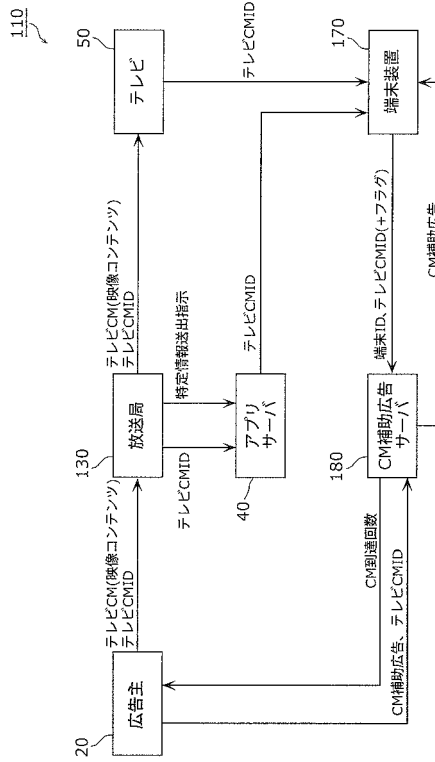 110
20
広告主
テレビCM(映像コンテンツ)
テレビCMID
130
放送局
テレビCM(映像コンテンツ)
テレビCMID
50
テレビ
テレビCMID
特定情報送出指示
40
アプリ
サーバ
テレビCMID
テレビCMID
170
端末装置
CM到達回数
CM補助広告、テレビCMID
180
CM補助広告
サーバ
端末ID、テレビCMID(+フラグ)
CM補助広告